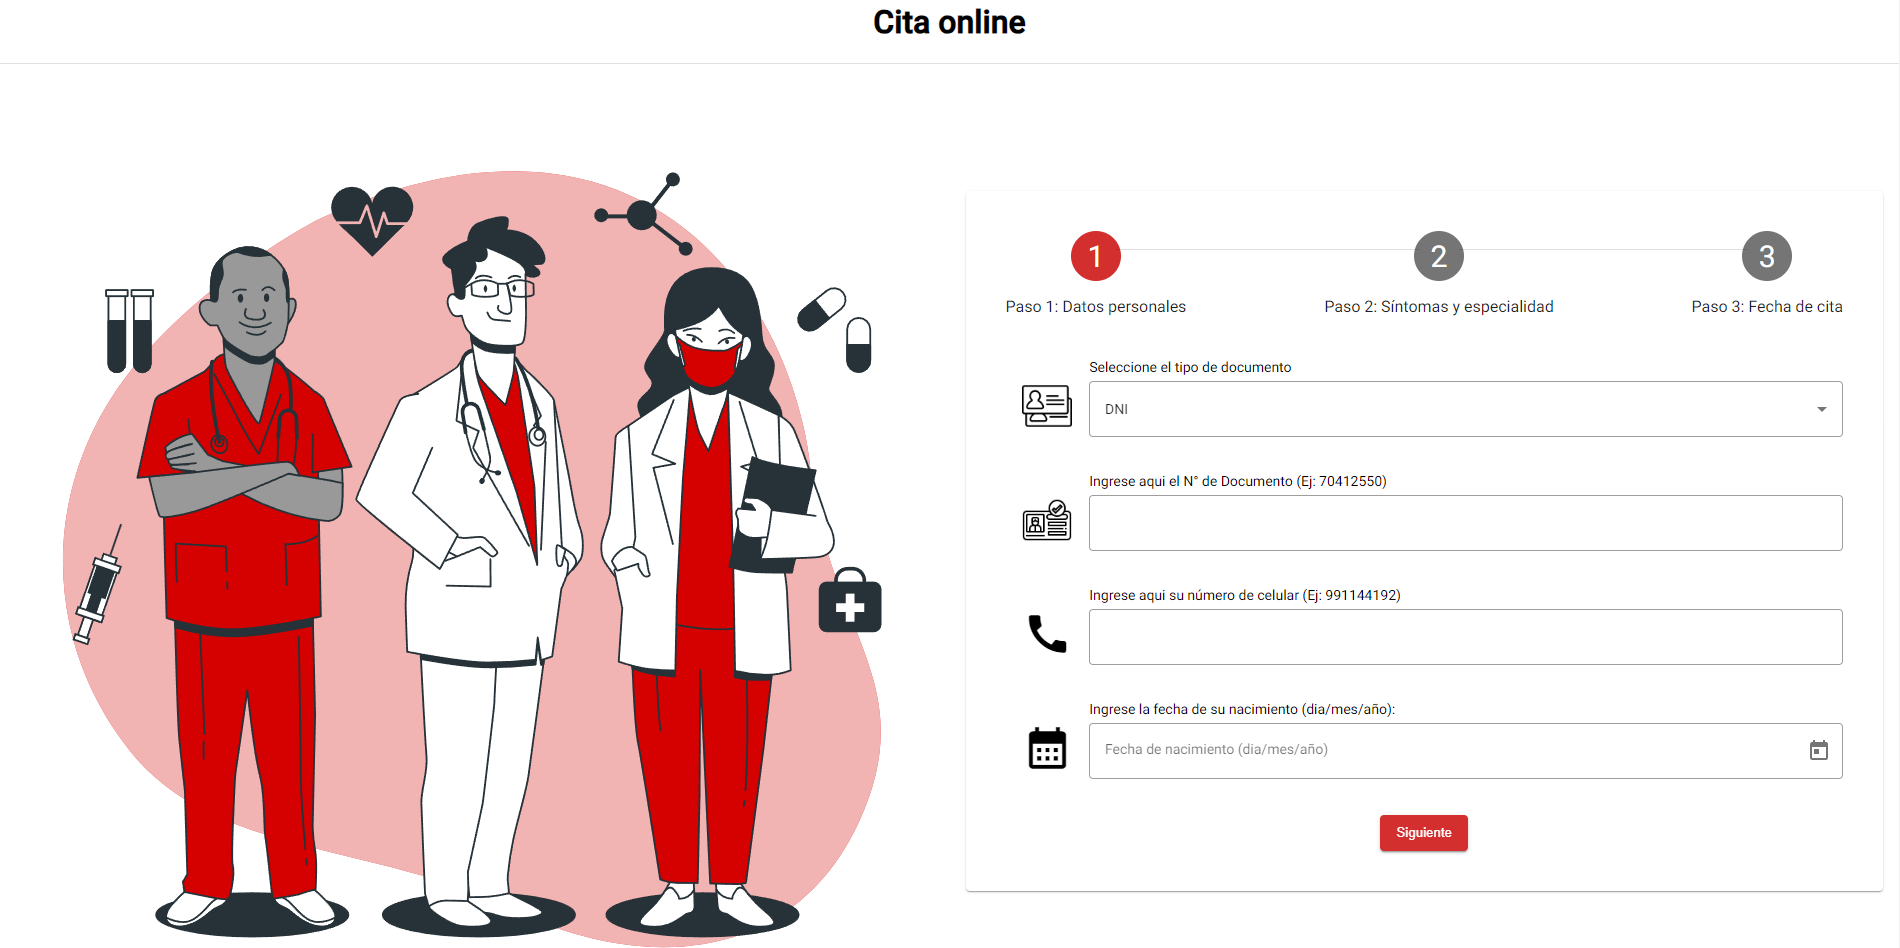 Cita online
1
2
3
Paso 1: Datos personales
Paso 2: Síntomas y especialidad
Paso 3: Fecha de cita
Seleccione el tipo de documento
DNI
Ingrese aqui el N° de Documento (Ej: 70412550)
Ingrese aqui su número de celular (Ej: 991144192)
Ingrese la fecha de su nacimiento (dia/mes/año):
Fecha de nacimiento (dia/mes/año)
Siguiente